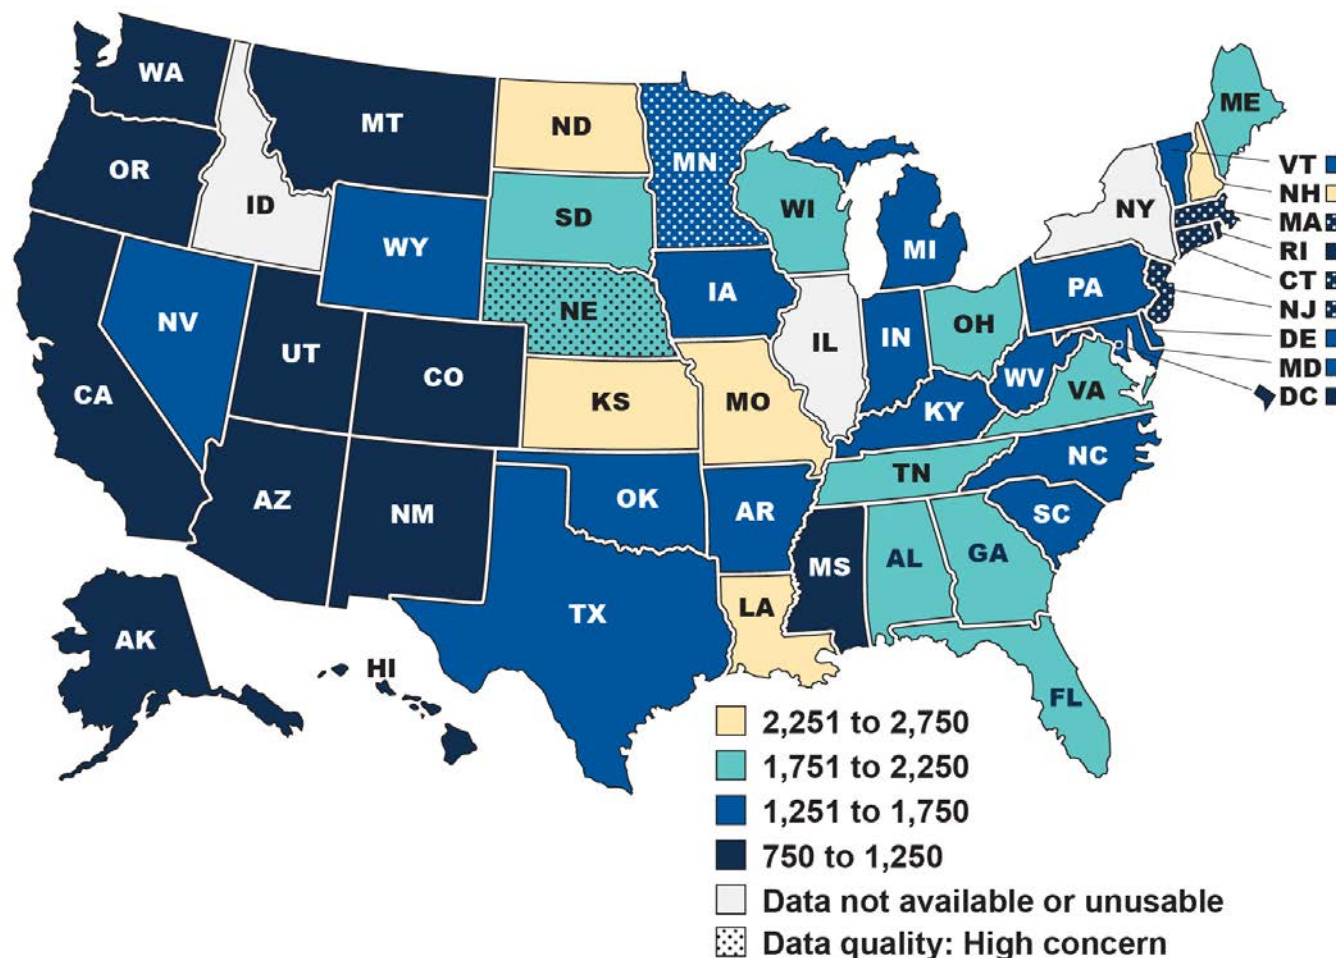 WA
MT
ND
MN
ME
OR
ID
SD
WI
NY
VT
NH
MA
WY
MI
RI
CT
NJ
IA
PA
NE
NV
OH
DE
UT
IL
IN
MD
CO
WV
VA
DC
CA
KS
MO
KY
NC
TN
AZ
NM
OK
AR
SC
MS
AL
GA
TX
LA
AK
HI
FL
2,251 to 2,750
1,751 to 2,250
1,251 to 1,750
750 to 1,250
Data not available or unusable
Data quality: High concern